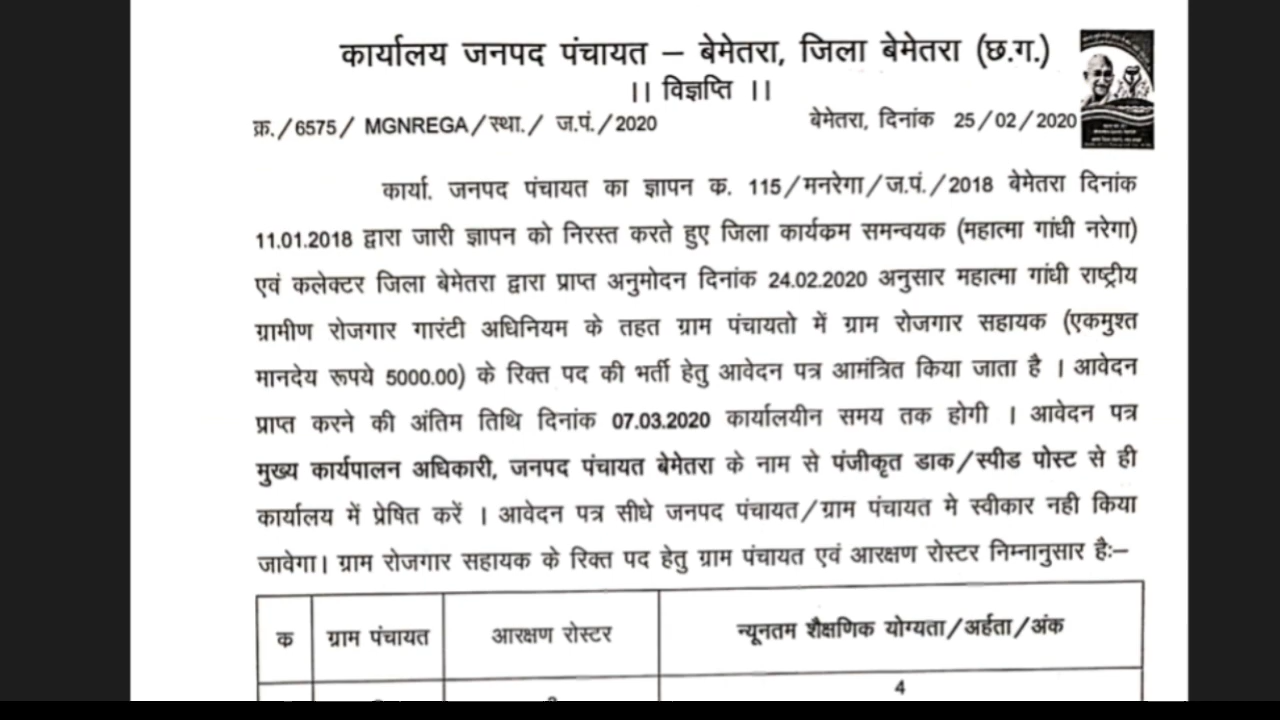 कार्यालय जनपद पंचायत – बेमेतरा, जिला बेमेतरा (छ.ग.)
।। विज्ञप्ति ।।
क्र./6575/ MGNREGA/स्था./ ज.पं./2020 बेमेतरा, दिनांक 25/02/2020
कार्या. जनपद पंचायत का ज्ञापन क. 115/मनरेगा/ज.पं./2018 बेमेतरा दिनांक
11.01.2018 द्वारा जारी ज्ञापन को निरस्त करते हुए जिला कार्यकम समन्वयक (महात्मा गांधी नरेगा)
एवं कलेक्टर जिला बेमेतरा द्वारा प्राप्त अनुमोदन दिनांक 24.02.2020 अनुसार महात्मा गांधी राष्ट्रीय
ग्रामीण रोजगार गारंटी अधिनियम के तहत ग्राम पंचायतो में ग्राम रोजगार सहायक (एकमुश्त
मानदेय रूपये 5000.00) के रिक्त पद की भर्ती हेतु आवेदन पत्र आमंत्रित किया जाता है । आवेदन
प्राप्त करने की अंतिम तिथि दिनांक 07.03.2020 कार्यालयीन समय तक होगी । आवेदन पत्र
मुख्य कार्यपालन अधिकारी, जनपद पंचायत बेमेतरा के नाम से पंजीकृत डाक/स्पीड पोस्ट से ही
कार्यालय में प्रेषित करें । आवेदन पत्र सीधे जनपद पंचायत/ग्राम पंचायत मे स्वीकार नही किया
जावेगा। ग्राम रोजगार सहायक के रिक्त पद हेतु ग्राम पंचायत एवं आरक्षण रोस्टर निम्नानुसार है:–
क ग्राम पंचायत आरक्षण रोस्टर न्यूनतम शैक्षणिक योग्यता/अर्हता/अंक
4